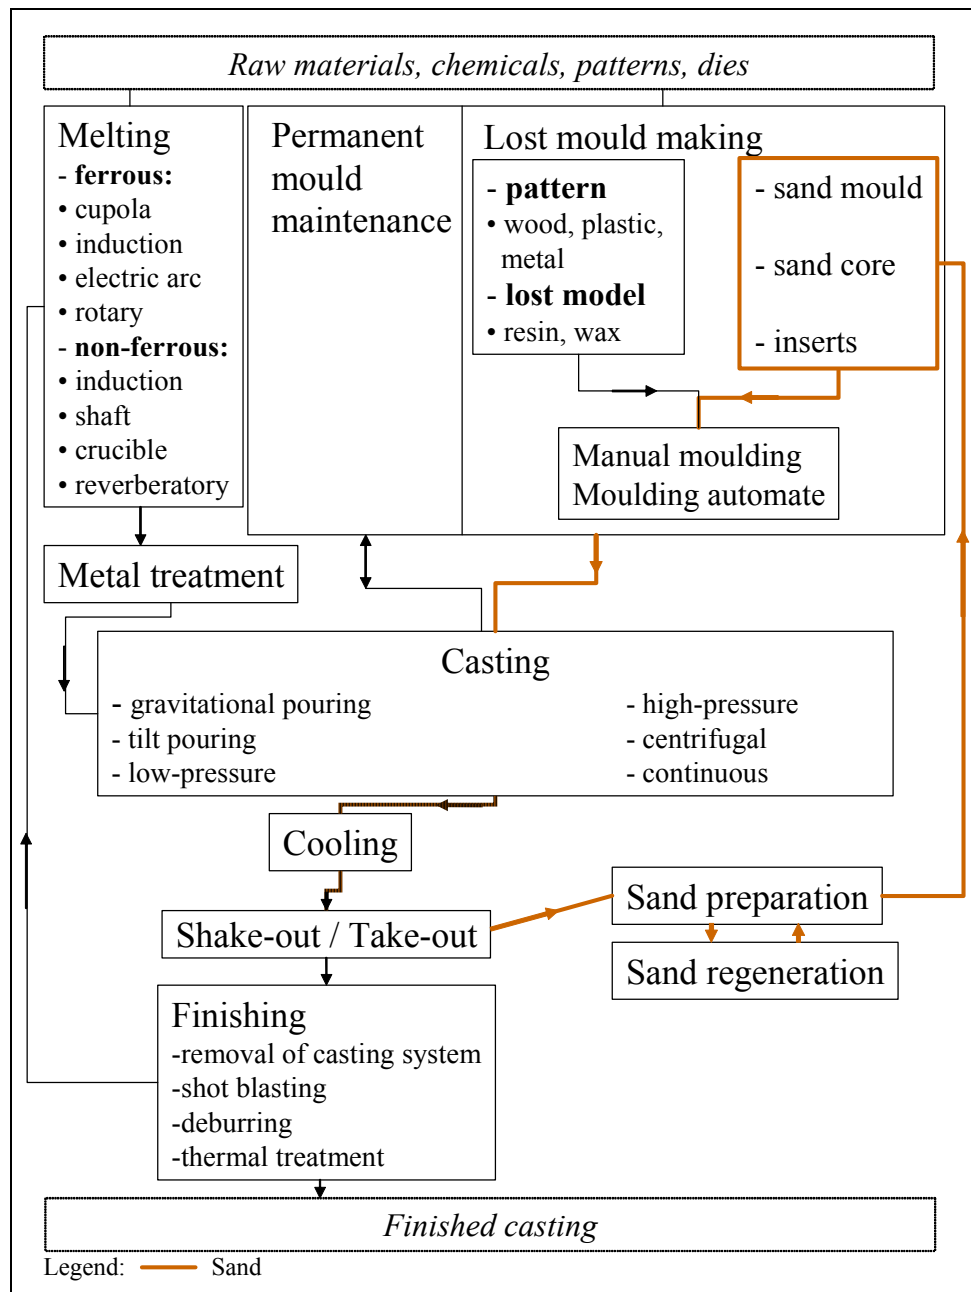 Raw materials, chemicals, patterns, dies
Melting
- ferrous:
• cupola
• induction
• electric arc
• rotary
- non-ferrous:
• induction
• shaft
• crucible
• reverberatory
Permanent
mould
maintenance
Lost mould making
- pattern
• wood, plastic,
metal
- lost model
• resin, wax
- sand mould
- sand core
- inserts
Manual moulding
Moulding automate
Metal treatment
Casting
- gravitational pouring
- tilt pouring
- low-pressure
- high-pressure
- centrifugal
- continuous
Cooling
Shake-out / Take-out
Sand preparation
Sand regeneration
Finishing
-removal of casting system
-shot blasting
-deburring
-thermal treatment
Finished casting
Legend: Sand